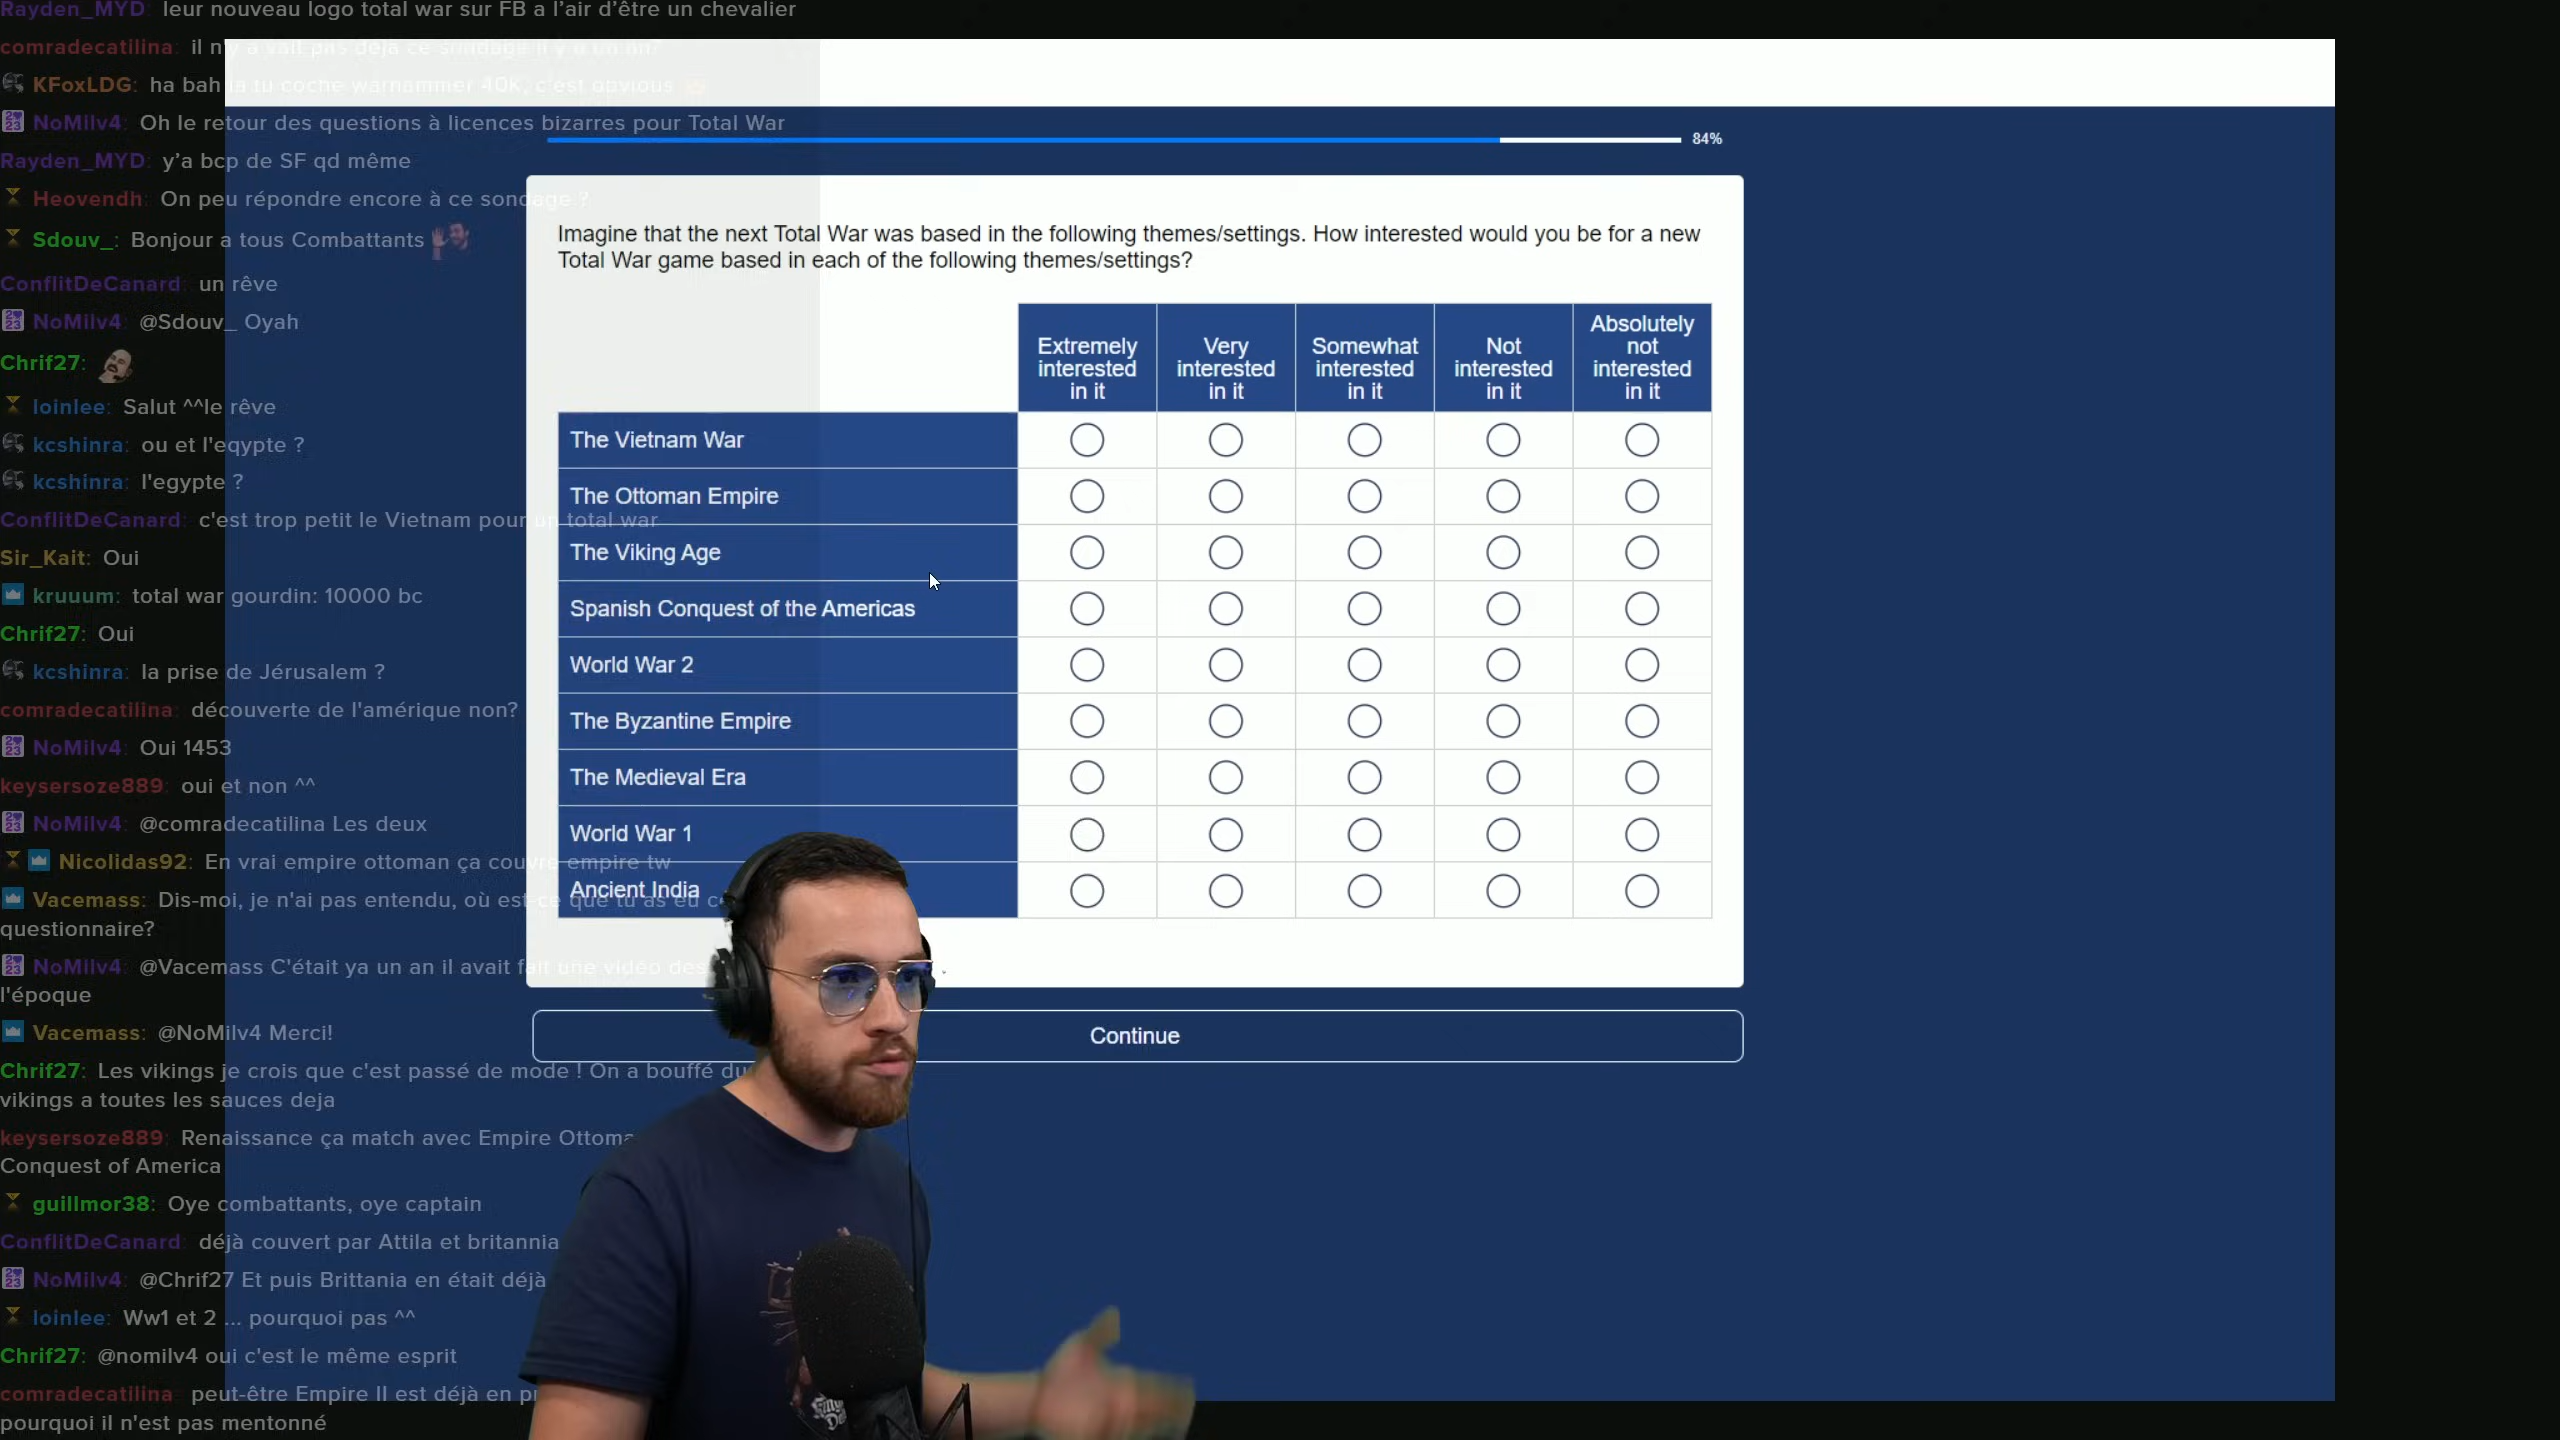 Rayden_MYD: leur nouveau logo total war sur FB a l'air d'être un chevalier
comradecatilina: il n'y a vait pas déjà ce sondage il y a un an?
KFoxLDG: ha bah la tu coche warhammer 40K, c'est obvious
NoMilv4: Oh le retour des questions à licences bizarres pour Total War
Rayden_MYD: y'a bcp de SF qd même
Heovendh: On peu répondre encore à ce sondage ?
Sdouv_: Bonjour a tous Combattants
ConflitDeCanard: un rêve
NoMilv4: @Sdouv_ Oyah
Chrif27:
loinlee: Salut ^^le rêve
kcshinra: ou et l'eqypte ?
kcshinra: l'egypte ?
ConflitDeCanard: c'est trop petit le Vietnam pour un total war
Sir_Kait: Oui
kruuum: total war gourdin: 10000 bc
Chrif27: Oui
kcshinra: la prise de Jérusalem ?
comradecatilina: découverte de l'amérique non?
NoMilv4: Oui 1453
keysersoze889: oui et non ^^
NoMilv4: @comradecatilina Les deux
Nicolidas92: En vrai empire ottoman ça couvre empire tw
Vacemass: Dis-moi, je n'ai pas entendu, où est-ce que tu as eu
questionnaire?
NoMilv4: @Vacemass C'était ya un an il avait fait une vidéo
l'époque
Vacemass: @NoMilv4 Merci!
Chrif27: Les vikings je crois que c'est passé de mode ! On a bouffé du
vikings a toutes les sauces deja
keysersoze889: Renaissance ça match avec Empire
Conquest of America
guillmor38: Oye combattants, oye captain
ConflitDeCanard: déjà couvert par Attila et britannia
NoMilv4: @Chrif27 Et puis Brittania en était déjà
loinlee: Ww1 et 2 ... pourquoi pas ^^
Chrif27: @nomilv4 oui c'est le même esprit
comradecatilina: peut-être Empire II est déjà en
pourquoi il n'est pas mentonné
84%
Imagine that the next Total War was based in the following themes/settings. How interested would you be for a new
Total War game based in each of the following themes/settings?
Extremely interested in it
Very interested in it
Somewhat interested in it
Not interested in it
Absolutely not interested in it
The Vietnam War
The Ottoman Empire
The Viking Age
Spanish Conquest of the Americas
World War 2
The Byzantine Empire
The Medieval Era
World War 1
Ancient India
Continue